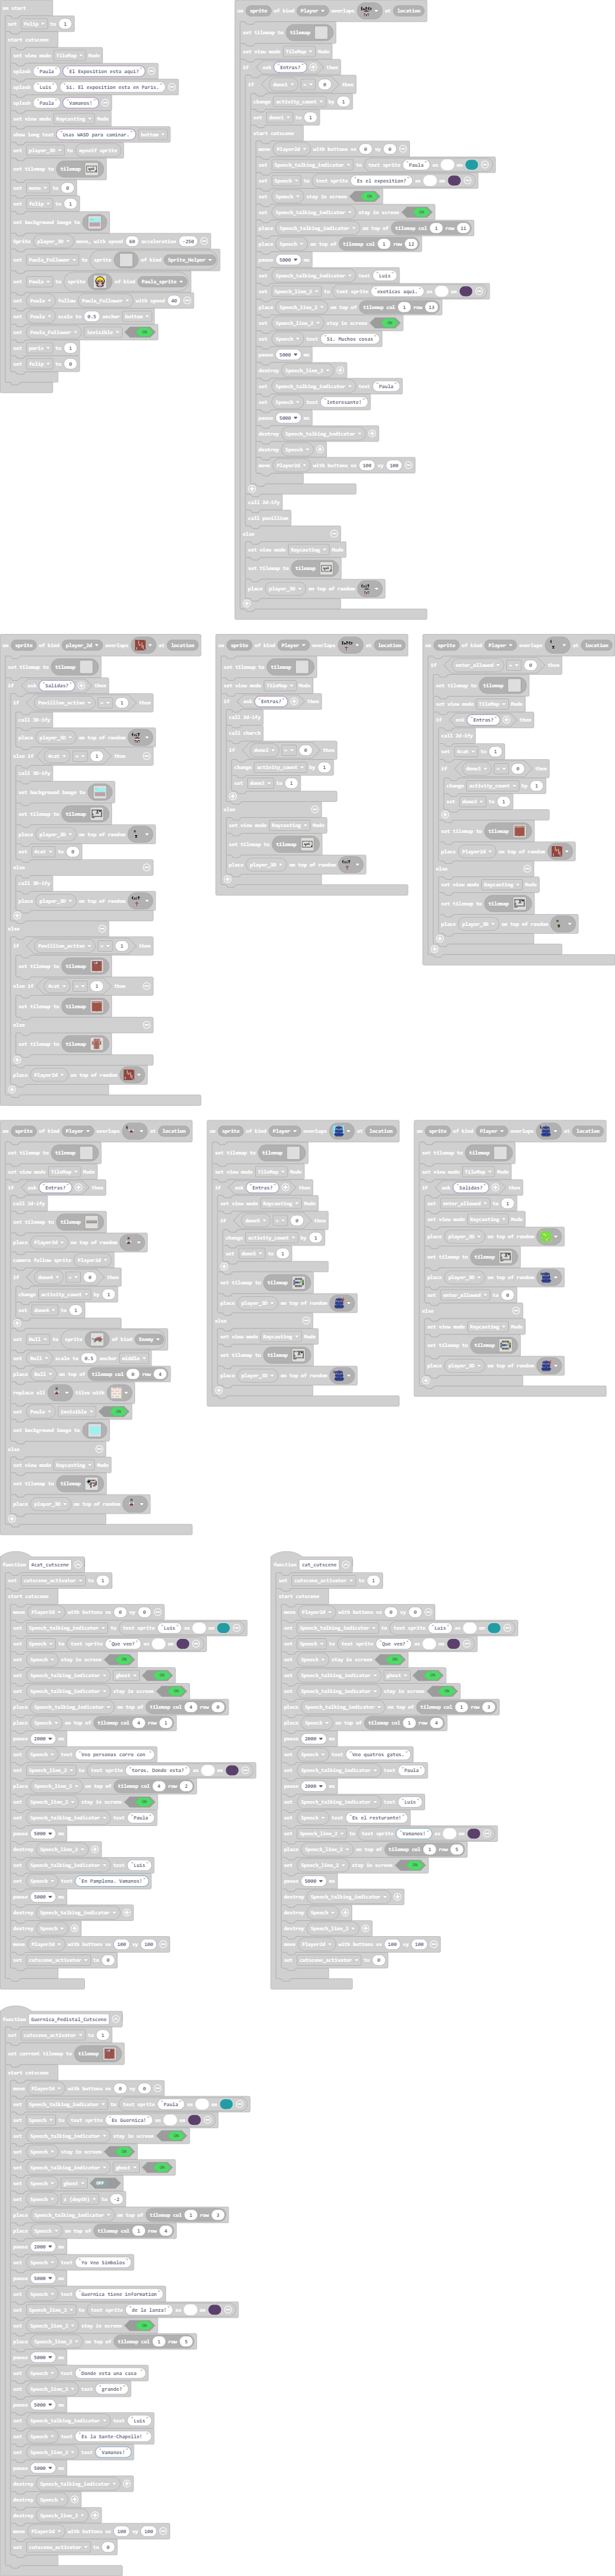 on start
set felip to 1
start cutscene
set view mode TileMap Mode
splash "Paula" "El Exposition esta aqui?"
splash "Luis" "Si. El exposition esta en Paris."
splash "Paula" "Vamanos!"
set view mode Raycasting Mode
show long text "Usas WASD para caminar." bottom
set player_3D to myself sprite
set tilemap to tilemap
set mono to 0
set felip to 1
set background image to
Sprite player_3D move, with speed 60 acceleration -250
set Paula_Follower to sprite of kind Sprite_Helper
set Paula to sprite of kind Paula_sprite
set Paula follow Paula_Follower with speed 40
set Paula scale to 0.5 anchor bottom
set Paula_Follower invisible ON
set paris to 1
set felip to 0
on sprite of kind Player overlaps at location
set tilemap to tilemap
set view mode TileMap Mode
if ask "Entras?" then
if done1 = 0 then
change activity_count by 1
set done1 to 1
start cutscene
move Player2d with buttons vx 0 vy 0
set Speech_talking_indicator to text sprite "Paula"
set Speech to text sprite "Es el exposition?"
set Speech stay in screen ON
set Speech_talking_indicator stay in screen ON
place Speech_talking_indicator on top of tilemap col 1 row 11
place Speech on top of tilemap col 1 row 12
pause 5000 ms
set Speech_talking_indicator text "Luis"
set Speech_line_2 to text sprite "exoticas aqui."
place Speech_line_2 on top of tilemap col 1 row 13
set Speech_line_2 stay in screen ON
set Speech text "Si. Muchos cosas"
pause 5000 ms
destroy Speech_line_2
set Speech_talking_indicator text "Paula"
set Speech text "Interesante!"
pause 5000 ms
destroy Speech_talking_indicator
destroy Speech
move Player2d with buttons vx 100 vy 100
call 2d-ify
call pavillion
else
set view mode Raycasting Mode
set tilemap to tilemap
place player_3D on top of random
on sprite of kind player_2d overlaps at location
set tilemap to tilemap
if ask "Salidas?" then
if Pavillion_active = 1 then
call 3D-ify
place player_3D on top of random
else if 4cat = 1 then
call 3D-ify
set background image to
set tilemap to tilemap
place player_3D on top of random
set 4cat to 0
else
call 3D-ify
place player_3D on top of random
else
if Pavillion_active = 1 then
set tilemap to tilemap
else if 4cat = 1 then
set tilemap to tilemap
else
set tilemap to tilemap
place Player2d on top of random
on sprite of kind Player overlaps at location
set tilemap to tilemap
set view mode TileMap Mode
if ask "Entras?" then
call 2d-ify
call church
if done2 = 0 then
change activity_count by 1
set done2 to 1
else
set view mode Raycasting Mode
set tilemap to tilemap
place player_3D on top of random
on sprite of kind Player overlaps at location
if enter_allowed = 0 then
set tilemap to tilemap
set view mode TileMap Mode
if ask "Entras?" then
call 2d-ify
set 4cat to 1
if done3 = 0 then
change activity_count by 1
set done3 to 1
set tilemap to tilemap
place Player2d on top of random
else
set view mode Raycasting Mode
set tilemap to tilemap
place player_3D on top of random
on sprite of kind Player overlaps at location
set tilemap to tilemap
set view mode TileMap Mode
if ask "Entras?" then
call 2d-ify
set tilemap to tilemap
place Player2d on top of random
camera follow sprite Player2d
if done4 = 0 then
change activity_count by 1
set done4 to 1
set Bull to sprite of kind Enemy
set Bull scale to 0.5 anchor middle
place Bull on top of tilemap col 0 row 4
replace all tiles with
set Paula invisible ON
set background image to
else
set view mode Raycasting Mode
set tilemap to tilemap
place player_3D on top of random
on sprite of kind Player overlaps at location
set tilemap to tilemap
set view mode TileMap Mode
if ask "Entras?" then
set view mode Raycasting Mode
if done5 = 0 then
change activity_count by 1
set done5 to 1
set tilemap to tilemap
place player_3D on top of random
else
set view mode Raycasting Mode
set tilemap to tilemap
place player_3D on top of random
on sprite of kind Player overlaps at location
set tilemap to tilemap
set view mode TileMap Mode
if ask "Salidas?" then
set enter_allowed to 1
set view mode Raycasting Mode
place player_3D on top of random
set tilemap to tilemap
place player_3D on top of random
set enter_allowed to 0
else
set view mode Raycasting Mode
set tilemap to tilemap
place player_3D on top of random
function 4cat_cutscene
set cutscene_activator to 1
start cutscene
move Player2d with buttons vx 0 vy 0
set Speech_talking_indicator to text sprite "Luis"
set Speech to text sprite "Que ves?"
set Speech stay in screen ON
set Speech_talking_indicator ghost ON
set Speech_talking_indicator stay in screen ON
place Speech_talking_indicator on top of tilemap col 4 row 0
place Speech on top of tilemap col 4 row 1
pause 2000 ms
set Speech text "Veo personas carre con"
set Speech_line_2 to text sprite "toros. Donde esta?"
place Speech_line_2 on top of tilemap col 4 row 2
set Speech_line_2 stay in screen ON
set Speech_talking_indicator text "Paula"
pause 5000 ms
destroy Speech_line_2
set Speech_talking_indicator text "Luis"
set Speech text "En Pamplona. Vamanos!"
pause 5000 ms
destroy Speech_talking_indicator
destroy Speech
move Player2d with buttons vx 100 vy 100
set cutscene_activator to 0
function cat_cutscene
set cutscene_activator to 1
start cutscene
move Player2d with buttons vx 0 vy 0
set Speech_talking_indicator to text sprite "Luis"
set Speech to text sprite "Que ves?"
set Speech stay in screen ON
set Speech_talking_indicator ghost ON
set Speech_talking_indicator stay in screen ON
place Speech_talking_indicator on top of tilemap col 1 row 3
place Speech on top of tilemap col 1 row 4
pause 2000 ms
set Speech text "Veo quatros gatos."
set Speech_talking_indicator text "Paula"
pause 2000 ms
set Speech_talking_indicator text "Luis"
set Speech text "Es el resturante!"
set Speech_line_2 to text sprite "Vamanos!"
place Speech_line_2 on top of tilemap col 1 row 5
set Speech_line_2 stay in screen ON
pause 5000 ms
destroy Speech_talking_indicator
destroy Speech
destroy Speech_line_2
move Player2d with buttons vx 100 vy 100
set cutscene_activator to 0
function Guernica_Pedistal_Cutscene
set cutscene_activator to 1
set current tilemap to tilemap
start cutscene
move Player2d with buttons vx 0 vy 0
set Speech_talking_indicator to text sprite "Paula"
set Speech to text sprite "Es Guernica!"
set Speech_talking_indicator stay in screen ON
set Speech stay in screen ON
set Speech_talking_indicator ghost ON
set Speech ghost OFF
set Speech z (depth) to -2
place Speech_talking_indicator on top of tilemap col 1 row 3
place Speech on top of tilemap col 1 row 4
pause 2000 ms
set Speech text "Yo Veo Simbolos"
pause 5000 ms
set Speech text "Guernica tiene information"
set Speech_line_2 to text sprite "de la lanza!"
set Speech_line_2 stay in screen ON
place Speech_line_2 on top of tilemap col 1 row 5
pause 5000 ms
set Speech text "Donde esta una casa"
set Speech_line_2 text "grande?"
pause 5000 ms
set Speech_talking_indicator text "Luis"
set Speech text "Es la Sante-Chapelle!"
set Speech_line_2 text "Vamanos!"
pause 5000 ms
destroy Speech_talking_indicator
destroy Speech
destroy Speech_line_2
move Player2d with buttons vx 100 vy 100
set cutscene_activator to 0